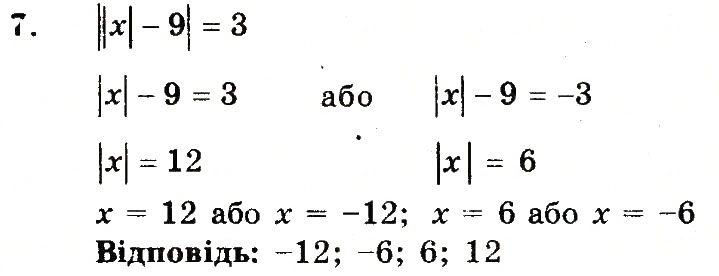 7. ||x| − 9| = 3
|x| − 9 = 3 або |x| − 9 = −3
|x| = 12 |x| = 6
x = 12 або x = −12; x = 6 або x = −6
Відповідь: −12; −6; 6; 12